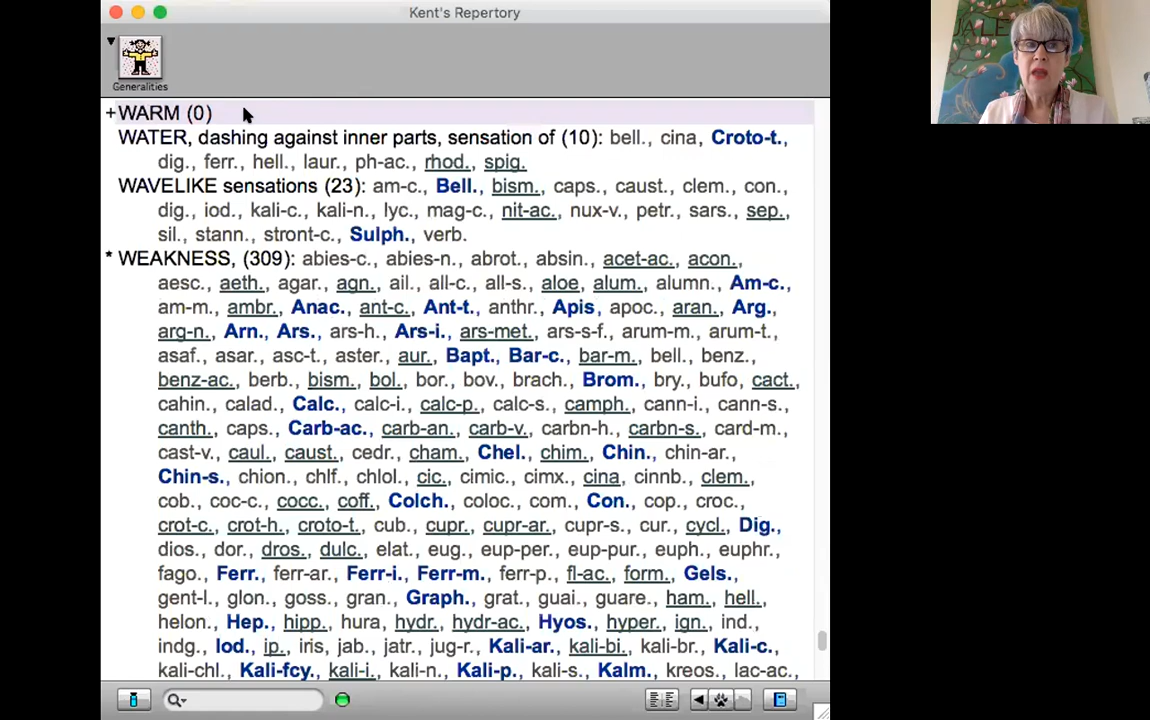 Kent's Repertory
Generalities
+WARM (0)
WATER, dashing against inner parts, sensation of (10): bell., cina, Croto-t.,
dig., ferr., hell., laur., ph-ac., rhod., spig.
WAVELIKE sensations (23): am-c., Bell., bism., caps., caust., clem., con.,
dig., iod., kali-c., kali-n., lyc., mag-c., nit-ac., nux-v., petr., sars., sep.,
sil., stann., stront-c., Sulph., verb.
* WEAKNESS, (309): abies-c., abies-n., abrot., absin., acet-ac., acon.,
aesc., aeth., agar., agn., ail., all-c., all-s., aloe, alum., alumn., Am-c.,
am-m., ambr., Anac., ant-c., Ant-t., anthr., Apis, apoc., aran., Arg.,
arg-n., Arn., Ars., ars-h., Ars-i., ars-met., ars-s-f., arum-m., arum-t.,
asaf., asar., asc-t., aster., aur., Bapt., Bar-c., bar-m., bell., benz.,
benz-ac., berb., bism., bol., bor., bov., brach., Brom., bry., bufo, cact.,
cahin., calad., Calc., calc-i., calc-p., calc-s., camph., cann-i., cann-s.,
canth., caps., Carb-ac., carb-an., carb-v., carbn-h., carbn-s., card-m.,
cast-v., caul., caust., cedr., cham., Chel., chim., Chin., chin-ar.,
Chin-s., chion., chlf., chlol., cic., cimic., cimx., cina, cinnb., clem.,
cob., coc-c., cocc., coff., Colch., coloc., com., Con., cop., croc.,
crot-c., crot-h., croto-t., cub., cupr., cupr-ar., cupr-s., cur., cycl., Dig.,
dios., dor., dros., dulc., elat., eug., eup-per., eup-pur., euph., euphr.,
fago., Ferr., ferr-ar., Ferr-i., Ferr-m., ferr-p., fl-ac., form., Gels.,
gent-l., glon., goss., gran., Graph., grat., guai., guare., ham., hell.,
helon., Hep., hipp., hura, hydr., hydr-ac., Hyos., hyper., ign., ind.,
indg., Iod., ip., iris, jab., jatr., jug-r., Kali-ar., kali-bi., kali-br., Kali-c.,
kali-chl., Kali-fcy., kali-i., kali-n., Kali-p., kali-s., Kalm., kreos., lac-ac.,